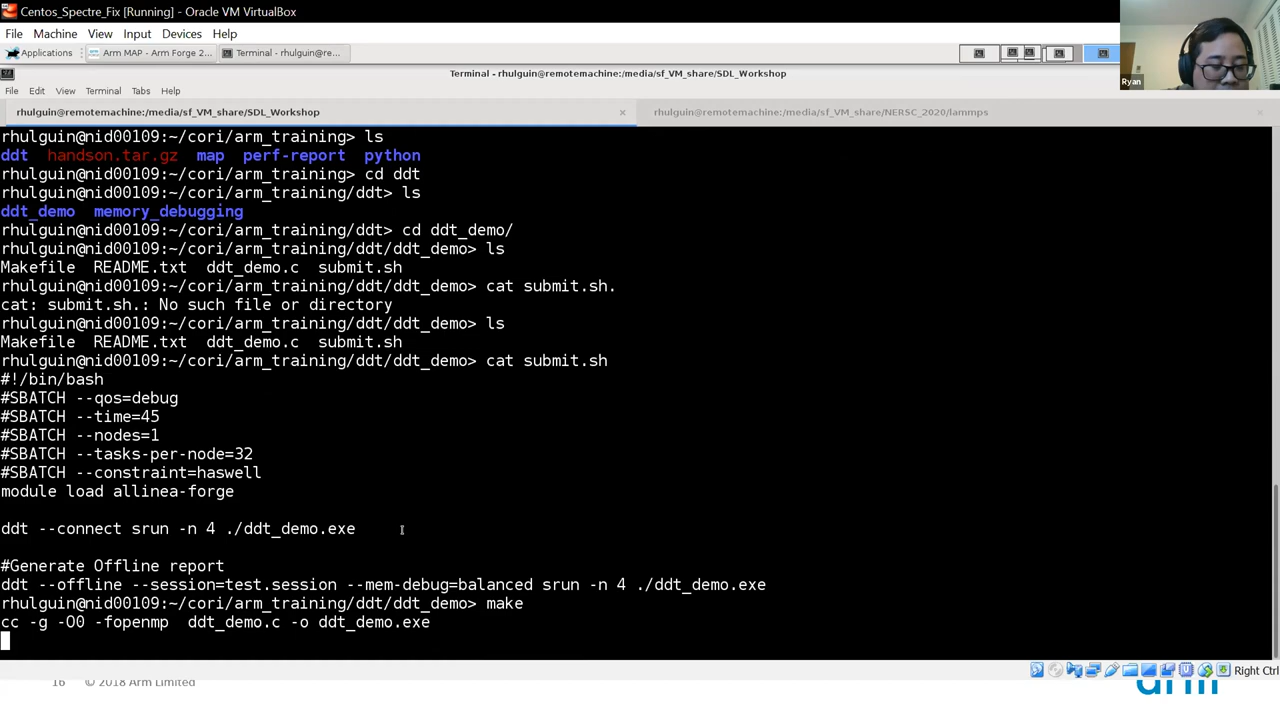 Centos_Spectre_Fix [Running] - Oracle VM VirtualBox
File Machine View Input Devices Help
Applications Arm MAP - Arm Forge 2... Terminal - rhulguin@re...
Terminal - rhulguin@remotemachine:/media/sf_VM_share/SDL_Workshop
Ryan
File Edit View Terminal Tabs Help
rhulguin@remotemachine:/media/sf_VM_share/SDL_Workshop × rhulguin@remotemachine:/media/sf_VM_share/NERSC_2020/lammps ×
rhulguin@nid00109:~/cori/arm_training> ls
ddt handson.tar.gz map perf-report python
rhulguin@nid00109:~/cori/arm_training> cd ddt
rhulguin@nid00109:~/cori/arm_training/ddt> ls
ddt_demo memory_debugging
rhulguin@nid00109:~/cori/arm_training/ddt> cd ddt_demo/
rhulguin@nid00109:~/cori/arm_training/ddt/ddt_demo> ls
Makefile README.txt ddt_demo.c submit.sh
rhulguin@nid00109:~/cori/arm_training/ddt/ddt_demo> cat submit.sh.
cat: submit.sh.: No such file or directory
rhulguin@nid00109:~/cori/arm_training/ddt/ddt_demo> ls
Makefile README.txt ddt_demo.c submit.sh
rhulguin@nid00109:~/cori/arm_training/ddt/ddt_demo> cat submit.sh
#!/bin/bash
#SBATCH --qos=debug
#SBATCH --time=45
#SBATCH --nodes=1
#SBATCH --tasks-per-node=32
#SBATCH --constraint=haswell
module load allinea-forge
ddt --connect srun -n 4 ./ddt_demo.exe
#Generate Offline report
ddt --offline --session=test.session --mem-debug=balanced srun -n 4 ./ddt_demo.exe
rhulguin@nid00109:~/cori/arm_training/ddt/ddt_demo> make
cc -g -O0 -fopenmp ddt_demo.c -o ddt_demo.exe
Right Ctrl
16 © 2018 Arm Limited
arm